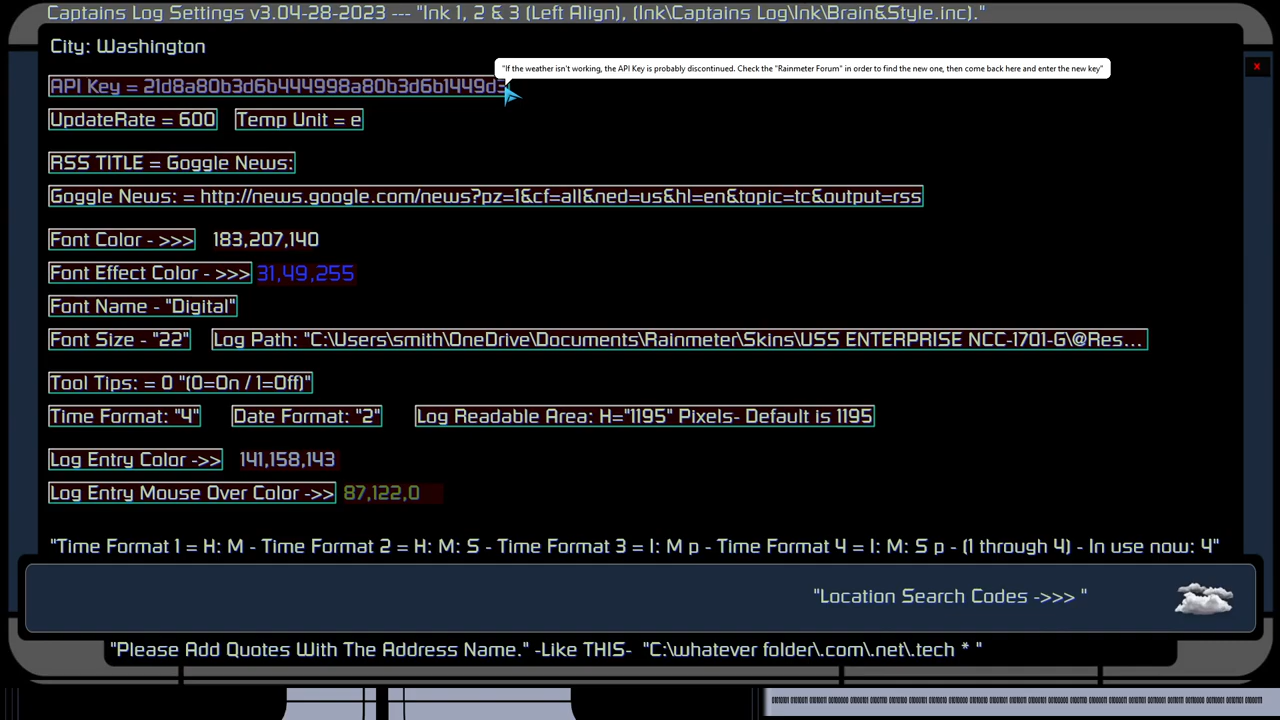 Captains Log Settings v3.04-28-2023 --- "Ink 1, 2 & 3 (Left Align), (Ink\Captains Log\Ink\Brain&Style.inc)."
City: Washington
"If the weather isn't working, the API Key is probably discontinued. Check the "Rainmeter Forum" in order to find the new one, then come back here and enter the new key"
API Key = 21d8a80b3d6b444998a80b3d6b1449d3
UpdateRate = 600 Temp Unit = e
RSS TITLE = Goggle News:
Goggle News: = http://news.google.com/news?pz=1&cf=all&ned=us&hl=en&topic=tc&output=rss
Font Color - >>> 183,207,140
Font Effect Color - >>> 31,49,255
Font Name - "Digital"
Font Size - "22" Log Path: "C:\Users\smith\OneDrive\Documents\Rainmeter\Skins\USS ENTERPRISE NCC-1701-G\@Res...
Tool Tips: = 0 "(0=On / 1=Off)"
Time Format: "4" Date Format: "2" Log Readable Area: H="1195" Pixels- Default is 1195
Log Entry Color ->> 141,158,143
Log Entry Mouse Over Color ->> 87,122,0
"Time Format 1 = H: M - Time Format 2 = H: M: S - Time Format 3 = I: M p - Time Format 4 = I: M: S p - (1 through 4) - In use now: 4"
"Location Search Codes ->>> "
"Please Add Quotes With The Address Name." -Like THIS- "C:\whatever folder\.com\.net\.tech * "